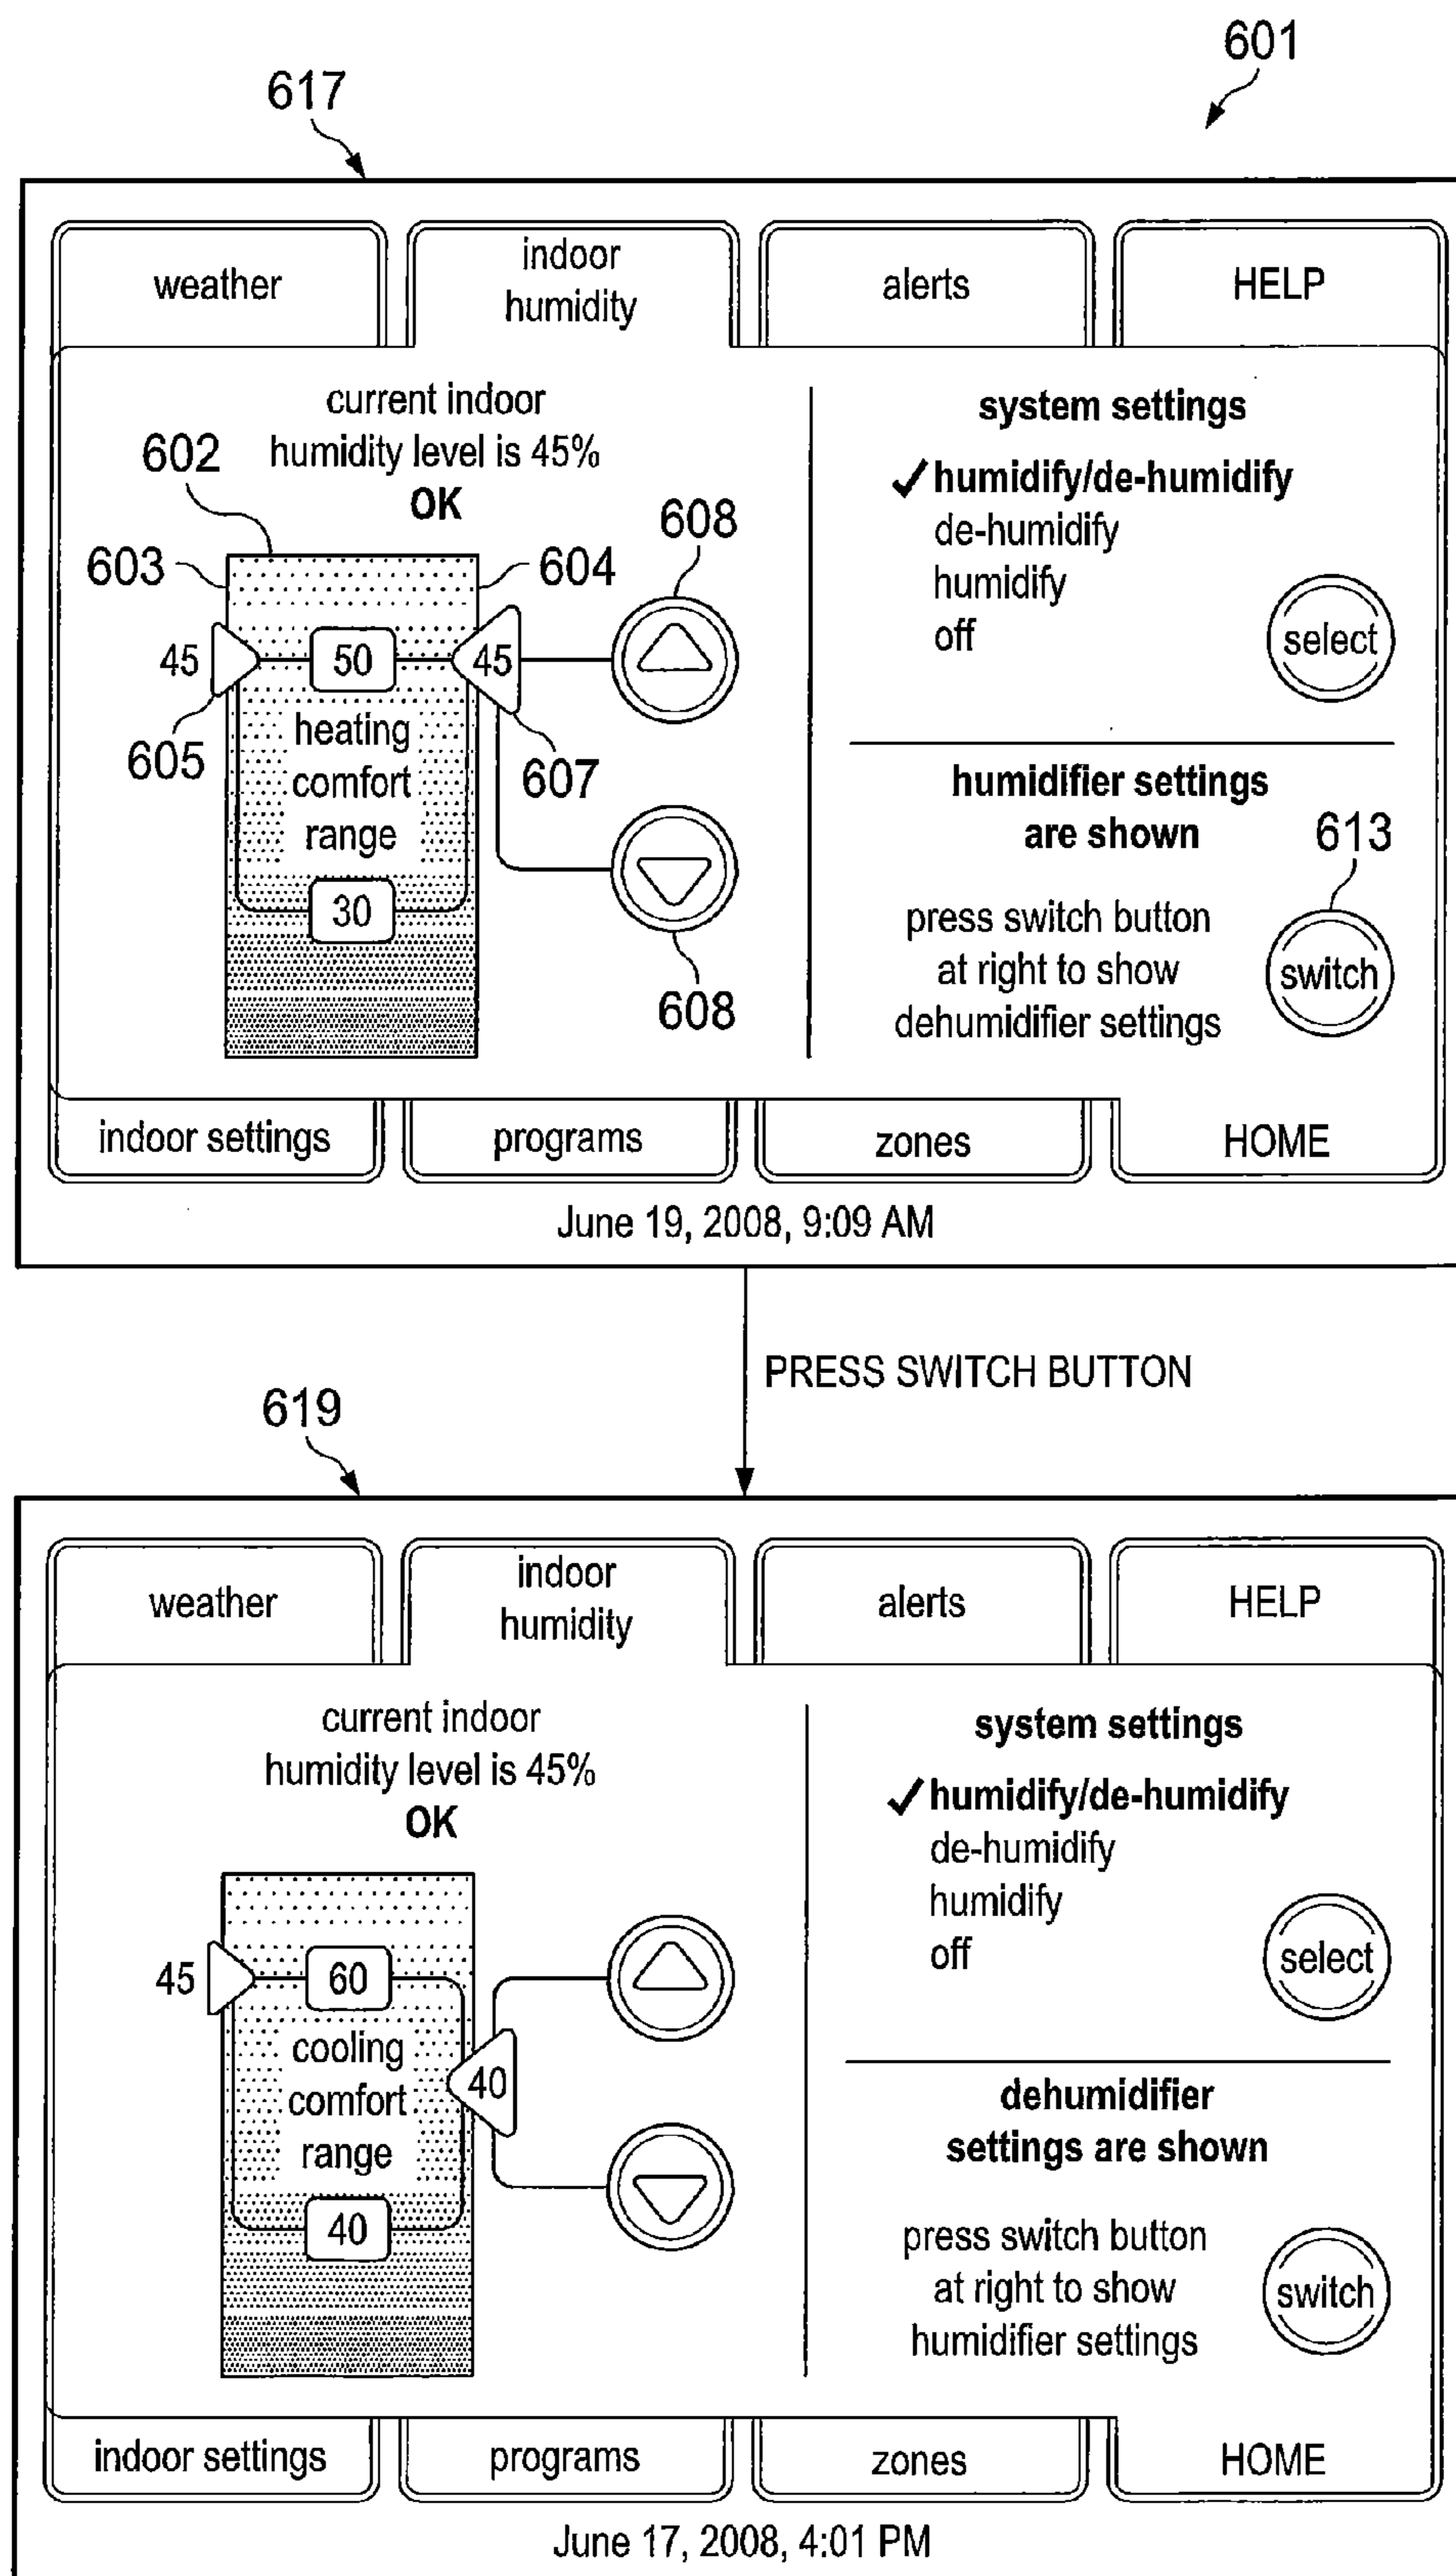 601
617
weather
indoor
humidity
alerts
HELP
current indoor
humidity level is 45%
OK
602
603
604
608
45
50
45
605
607
heating
comfort
range
30
608
system settings
✓humidify/de-humidify
de-humidify
humidify
off
select
humidifier settings
are shown
613
press switch button
at right to show
dehumidifier settings
switch
indoor settings
programs
zones
HOME
June 19, 2008, 9:09 AM
PRESS SWITCH BUTTON
619
weather
indoor
humidity
alerts
HELP
current indoor
humidity level is 45%
OK
45
60
cooling
comfort
range
40
40
system settings
✓humidify/de-humidify
de-humidify
humidify
off
select
dehumidifier
settings are shown
press switch button
at right to show
humidifier settings
switch
indoor settings
programs
zones
HOME
June 17, 2008, 4:01 PM